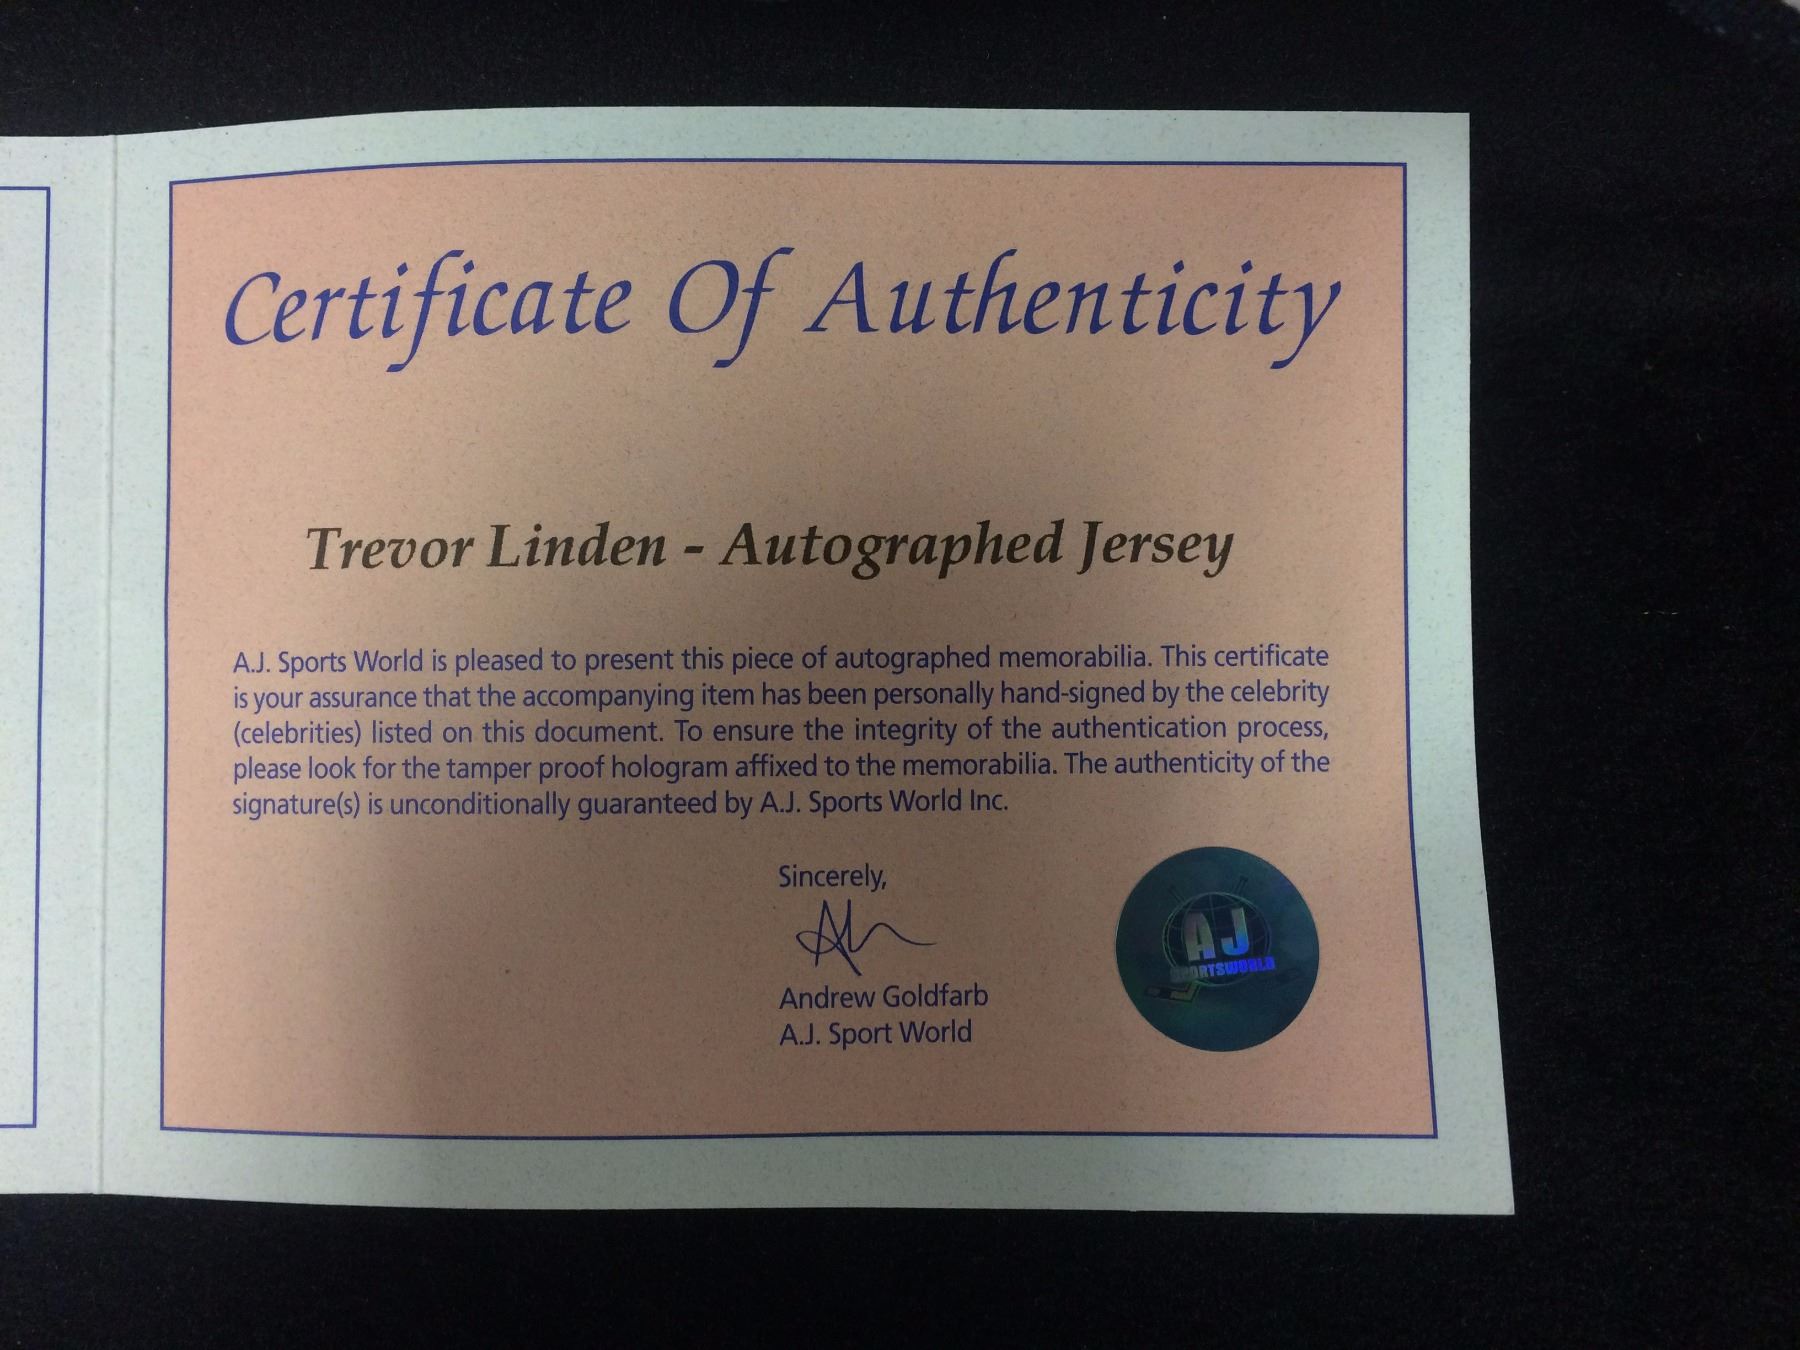 Certificate Of Authenticity
Trevor Linden - Autographed Jersey
A.J. Sports World is pleased to present this piece of autographed memorabilia. This certificate
is your assurance that the accompanying item has been personally hand-signed by the celebrity
(celebrities) listed on this document. To ensure the integrity of the authentication process,
please look for the tamper proof hologram affixed to the memorabilia. The authenticity of the
signature(s) is unconditionally guaranteed by A.J. Sports World Inc.
Sincerely,
Andrew Goldfarb
A.J. Sport World
AJ
SPORTSWORLD